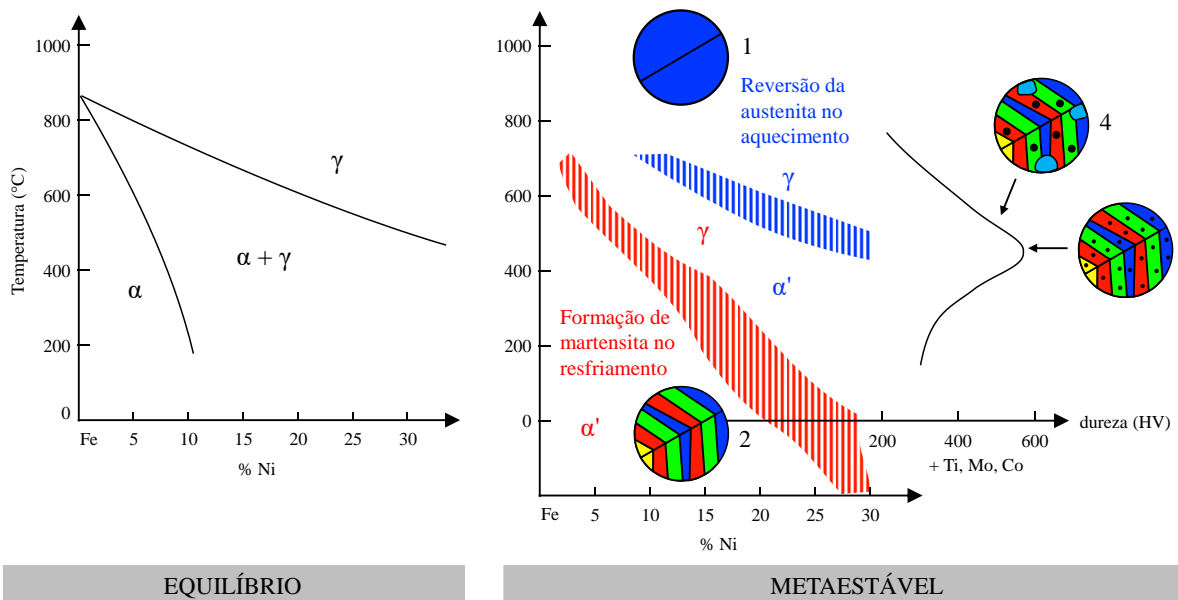 1000
800
600
400
200
0
Temperatura (°C)
γ
α + γ
α
Fe
5
10
15
20
25
30
% Ni
EQUILÍBRIO
1000
800
600
400
200
0
1
Reversão da
austenita no
aquecimento
4
γ
γ
α'
Formação de
martensita no
resfriamento
α'
2
200
400
600
dureza (HV)
+ Ti, Mo, Co
Fe
5
10
15
20
25
30
% Ni
METAESTÁVEL